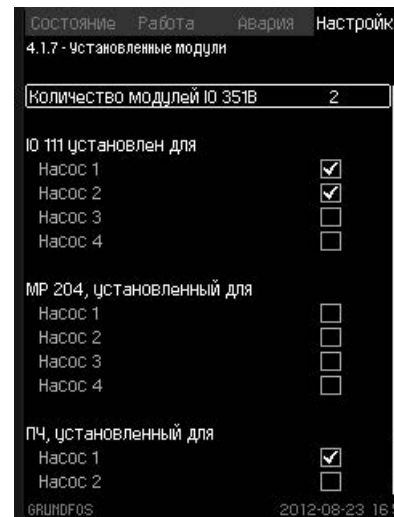 Состояние Работа Авария Настройк
4.1.7 - Установленные модули
Количество модулей IO 351B 2
IO 111 установлен для
Насос 1
Насос 2
Насос 3
Насос 4
MP 204, установленный для
Насос 1
Насос 2
Насос 3
Насос 4
ПЧ, установленный для
Насос 1
Насос 2
GRUNDFOS 2012-08-23 16:5